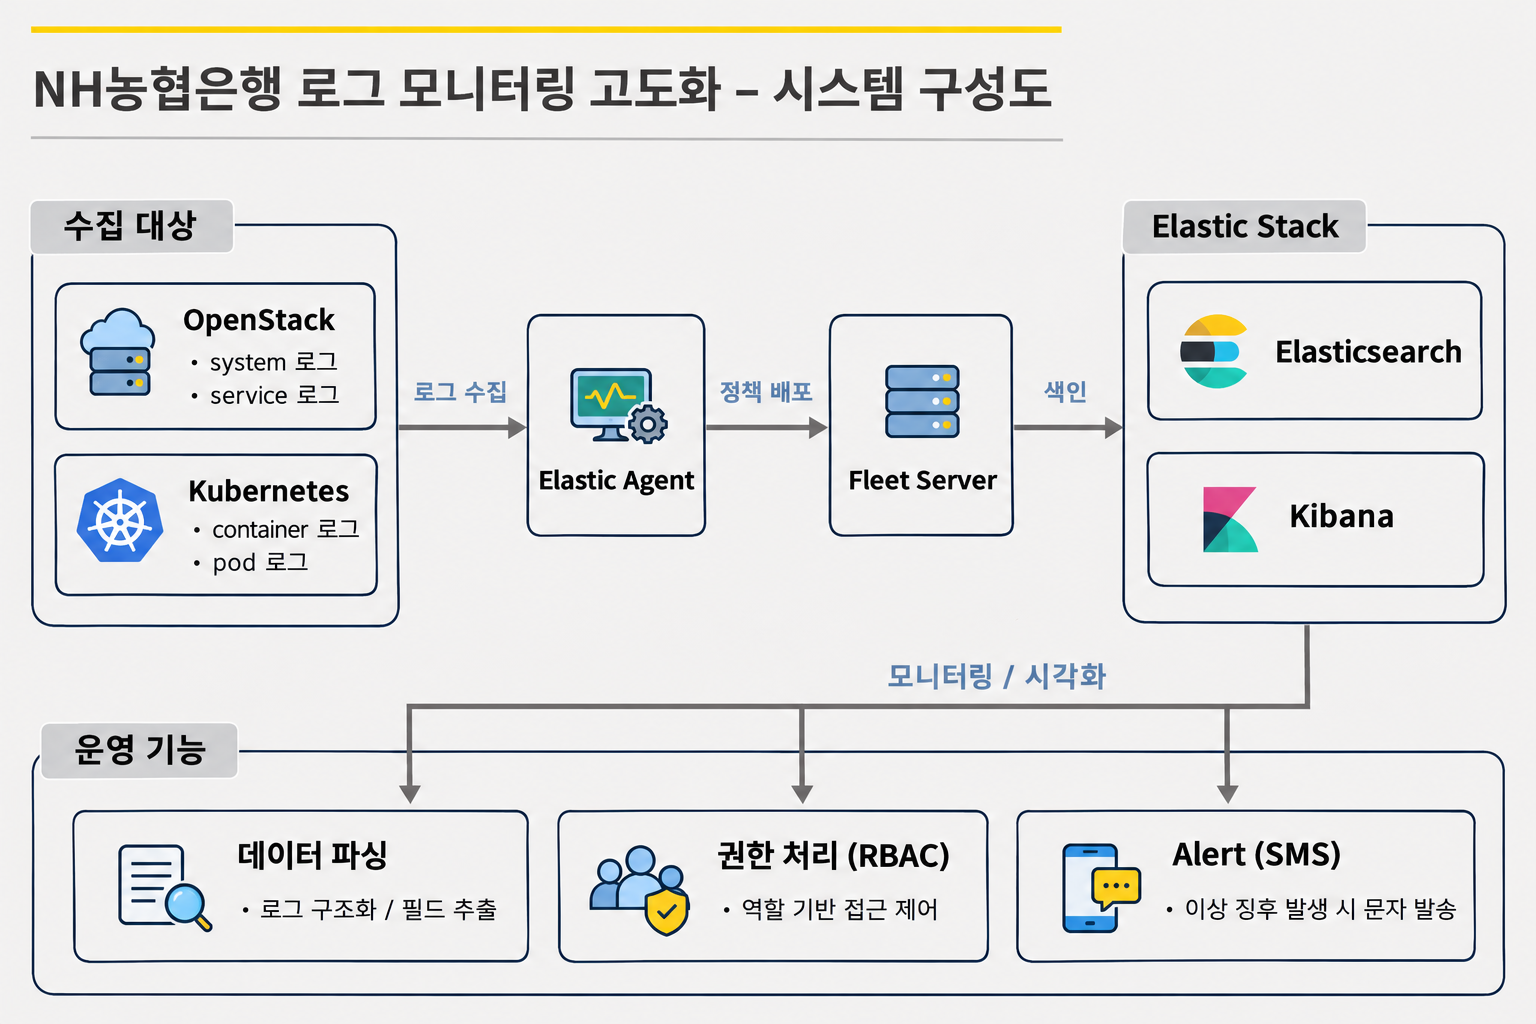 NH농협은행 로그 모니터링 고도화 – 시스템 구성도
수집 대상
OpenStack
• system 로그
• service 로그
Kubernetes
• container 로그
• pod 로그
로그 수집
Elastic Agent
정책 배포
Fleet Server
색인
Elastic Stack
Elasticsearch
Kibana
모니터링 / 시각화
운영 기능
데이터 파싱
• 로그 구조화 / 필드 추출
권한 처리 (RBAC)
• 역할 기반 접근 제어
Alert (SMS)
• 이상 징후 발생 시 문자 발송